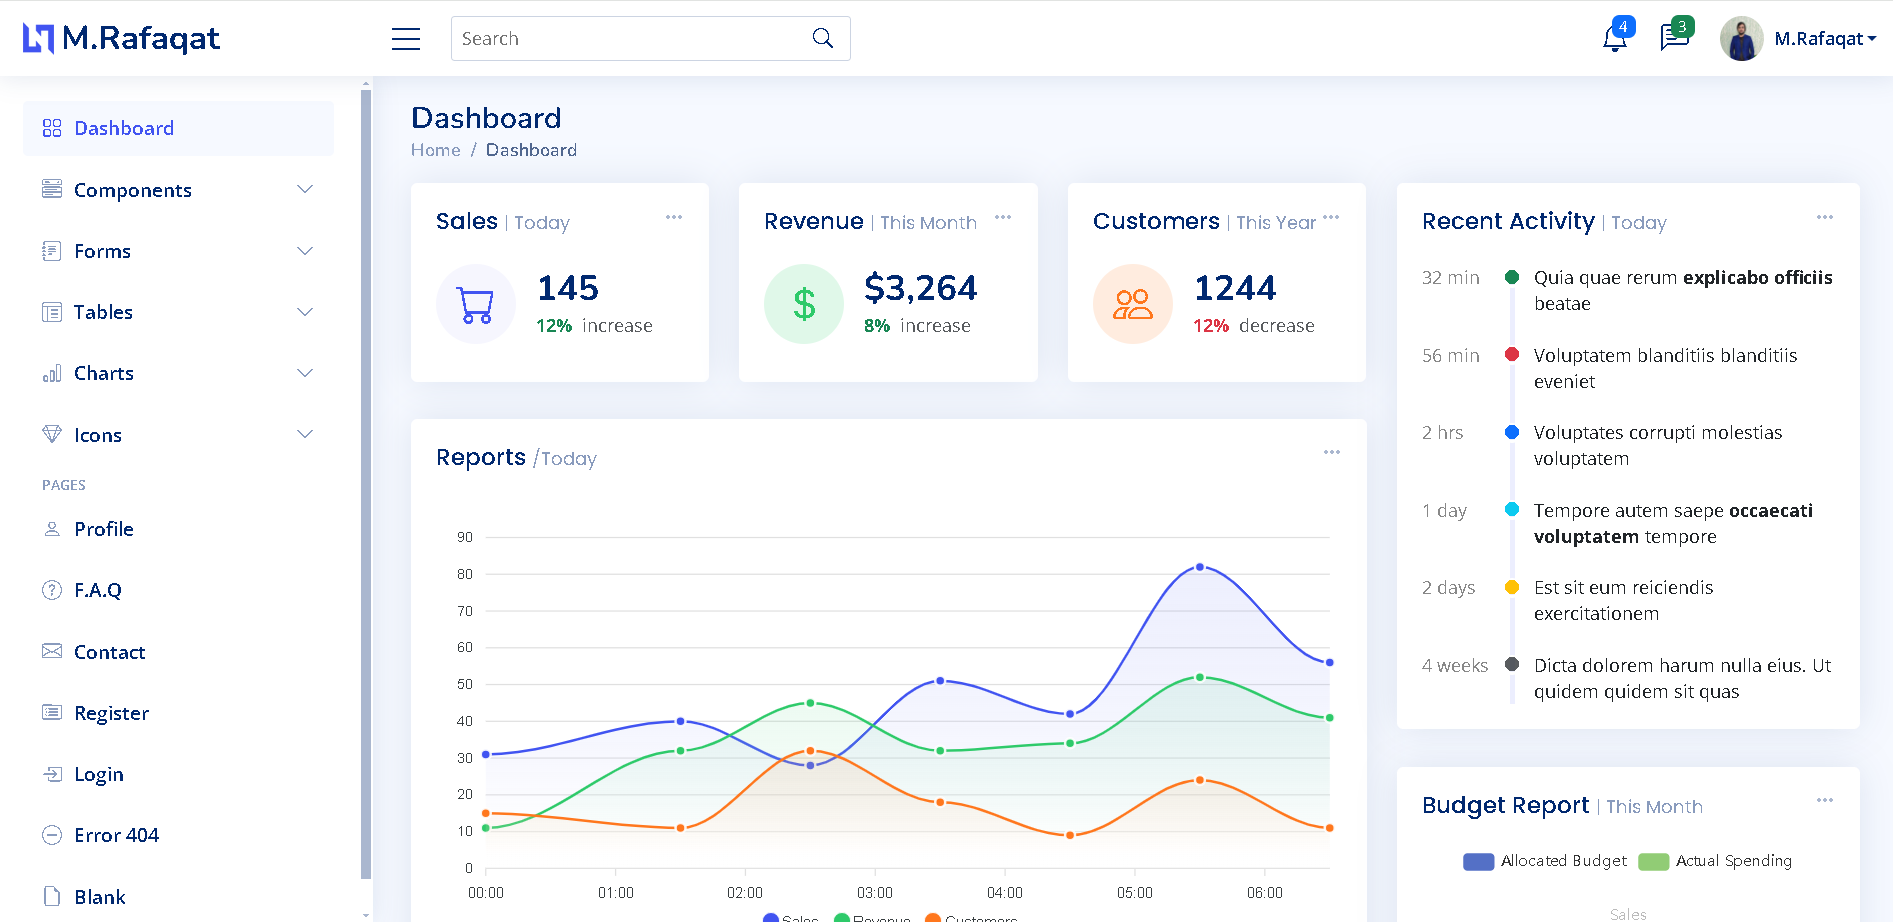 M.Rafaqat
Search
4
3
M.Rafaqat
Dashboard
Components
Forms
Tables
Charts
Icons
PAGES
Profile
F.A.Q
Contact
Register
Login
Error 404
Blank
Dashboard
Home / Dashboard
Sales | Today
145
12% increase
Revenue | This Month
$
$3,264
8% increase
Customers | This Year
1244
12% decrease
Reports /Today
90
80
70
60
50
40
30
20
10
0
00:00 01:00 02:00 03:00 04:00 05:00 06:00
Sales Revenue Customers
Recent Activity | Today
32 min Quia quae rerum explicabo officiis
beatae
56 min Voluptatem blanditiis blanditiis
eveniet
2 hrs Voluptates corrupti molestias
voluptatem
1 day Tempore autem saepe occaecati
voluptatem tempore
2 days Est sit eum reiciendis
exercitationem
4 weeks Dicta dolorem harum nulla eius. Ut
quidem quidem sit quas
Budget Report | This Month
Allocated Budget Actual Spending
Sales